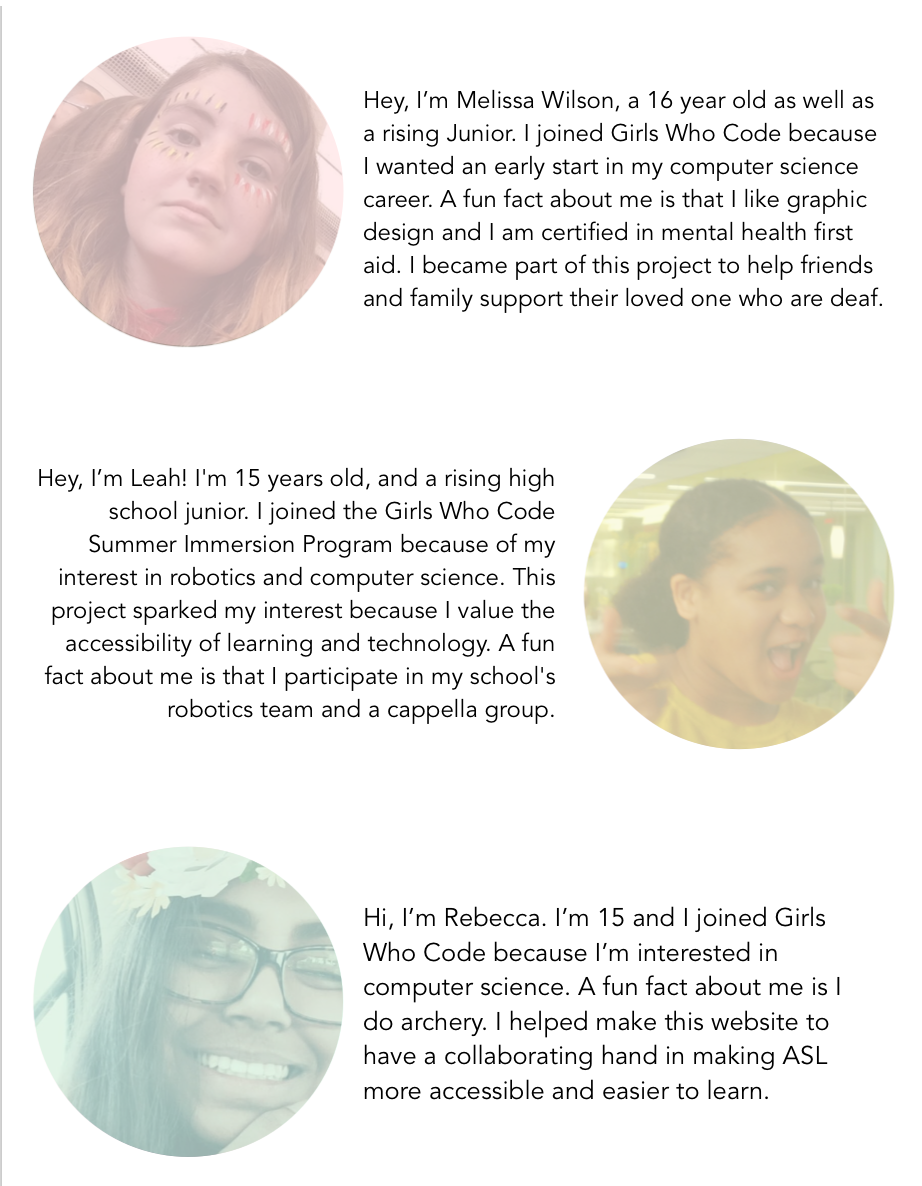 Hey, I’m Melissa Wilson, a 16 year old as well as
a rising Junior. I joined Girls Who Code because
I wanted an early start in my computer science
career. A fun fact about me is that I like graphic
design and I am certified in mental health first
aid. I became part of this project to help friends
and family support their loved one who are deaf.
Hey, I’m Leah! I'm 15 years old, and a rising high
school junior. I joined the Girls Who Code
Summer Immersion Program because of my
interest in robotics and computer science. This
project sparked my interest because I value the
accessibility of learning and technology. A fun
fact about me is that I participate in my school's
robotics team and a cappella group.
Hi, I’m Rebecca. I’m 15 and I joined Girls
Who Code because I’m interested in
computer science. A fun fact about me is I
do archery. I helped make this website to
have a collaborating hand in making ASL
more accessible and easier to learn.